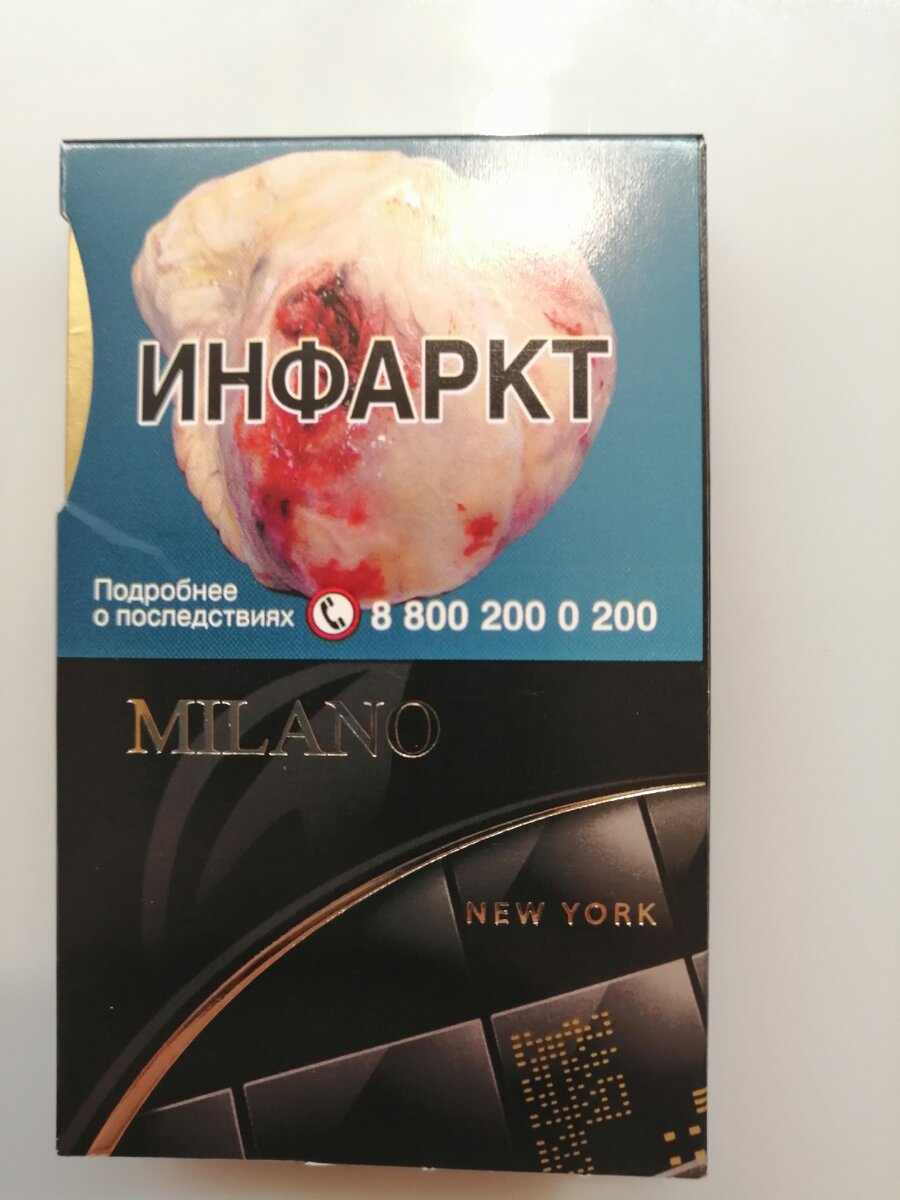 ИНФАРКТ
Подробнее
о последствиях 8 800 200 0 200
MILANO
NEW YORK